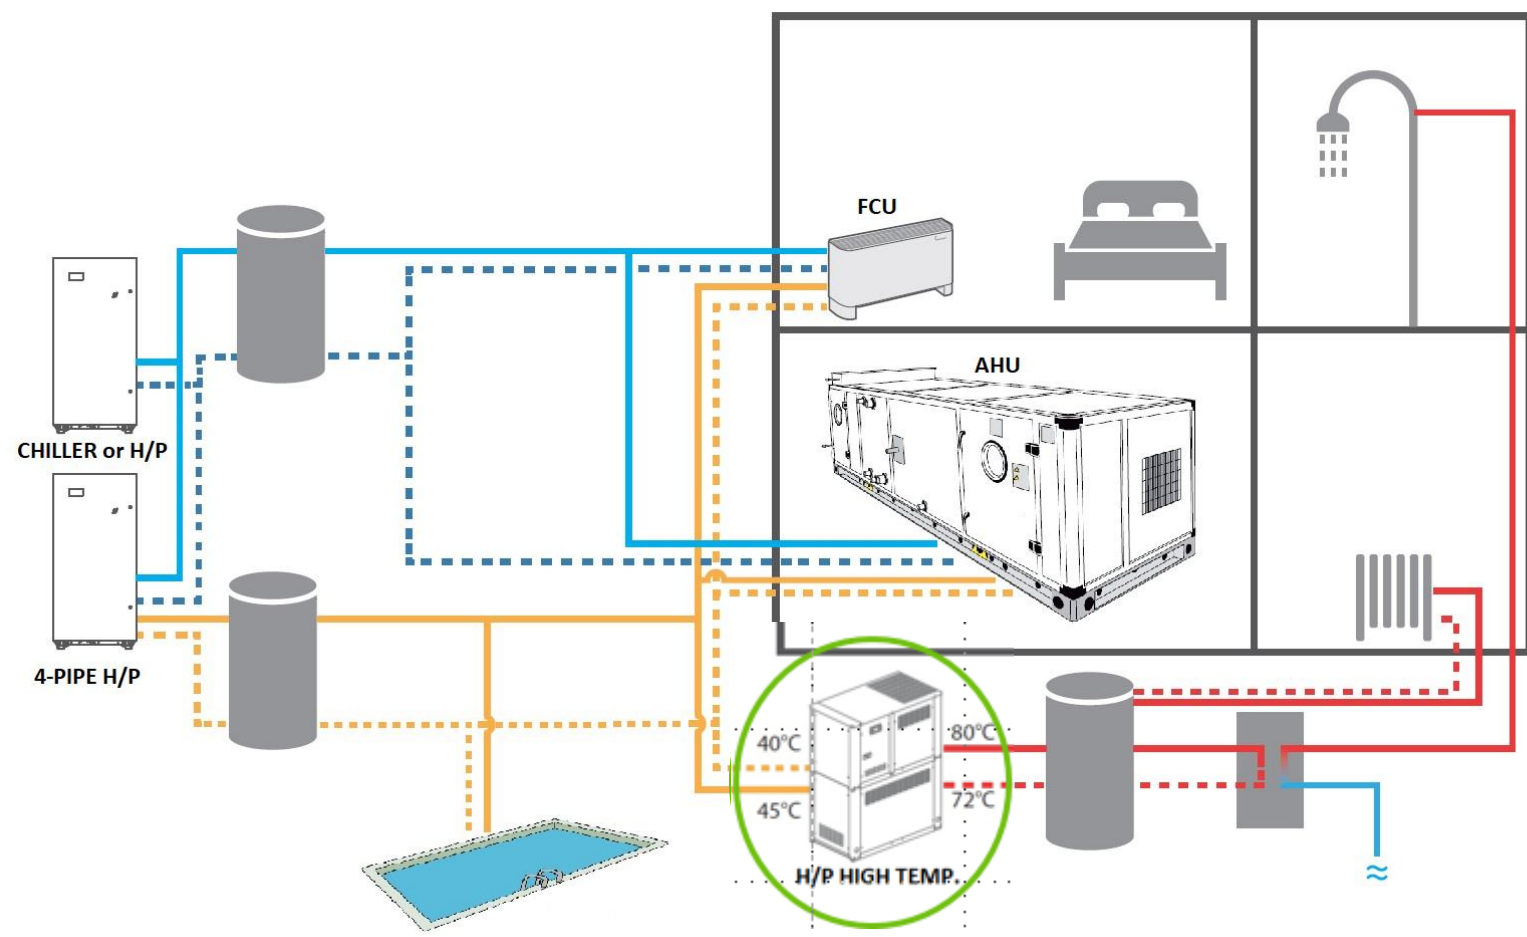 FCU
AHU
CHILLER or H/P
4-PIPE H/P
40°C
80°C
45°C
72°C
H/P HIGH TEMP.
≈